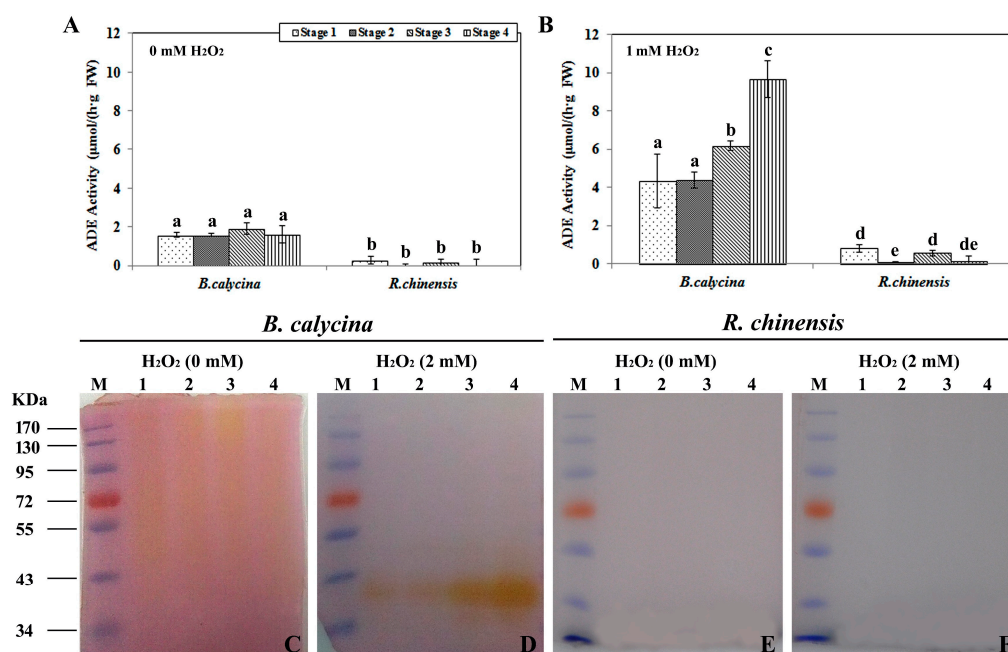 A
Stage 1 Stage 2 Stage 3 Stage 4
0 mM H₂O₂
ADE Activity (μmol/(hr·g FW)
12
10
8
6
4
2
0
a a a a b b b b
B.calycina R.chinensis
B
1 mM H₂O₂
ADE Activity (μmol/(hr·g FW)
12
10
8
6
4
2
0
a a b c d e d de
B.calycina R.chinensis
B. calycina R. chinensis
H₂O₂ (0 mM) H₂O₂ (2 mM) H₂O₂ (0 mM) H₂O₂ (2 mM)
M 1 2 3 4 M 1 2 3 4 M 1 2 3 4 M 1 2 3 4
KDa
170
130
95
72
55
43
34
C D E F